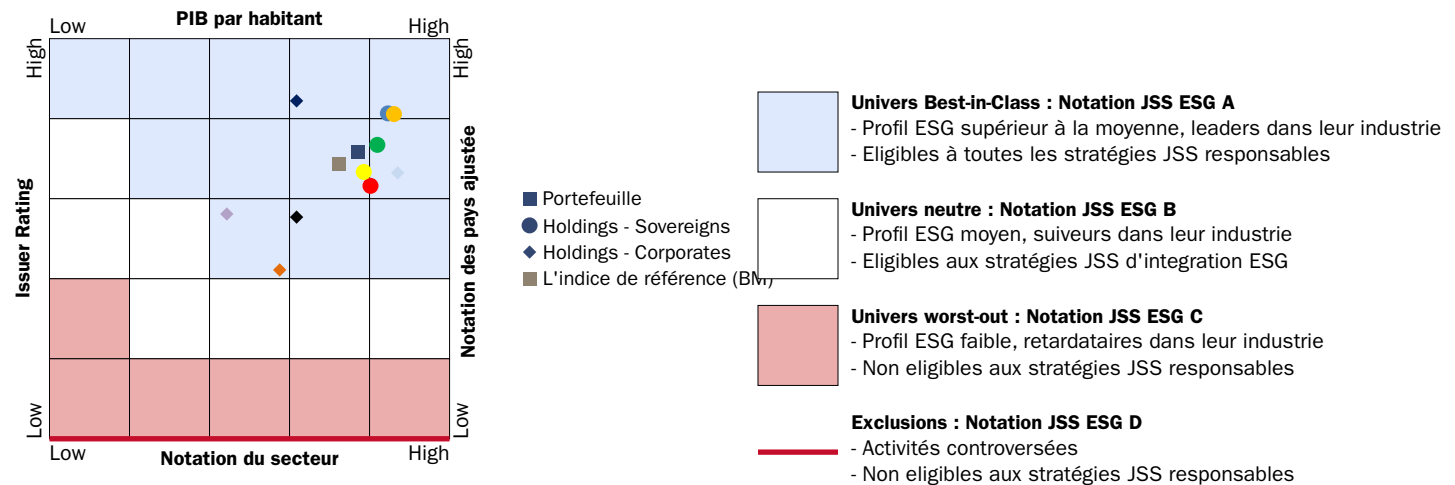 PIB par habitant
Low
High
High
High
Issuer Rating
Notation des pays ajustée
Low
Low
Low
High
Notation du secteur
Portefeuille
Holdings - Sovereigns
Holdings - Corporates
L'indice de référence (BM)
Univers Best-in-Class : Notation JSS ESG A
- Profil ESG supérieur à la moyenne, leaders dans leur industrie
- Eligibles à toutes les stratégies JSS responsables
Univers neutre : Notation JSS ESG B
- Profil ESG moyen, suiveurs dans leur industrie
- Eligibles aux stratégies JSS d'integration ESG
Univers worst-out : Notation JSS ESG C
- Profil ESG faible, retardataires dans leur industrie
- Non eligibles aux stratégies JSS responsables
Exclusions : Notation JSS ESG D
- Activités controversées
- Non eligibles aux stratégies JSS responsables